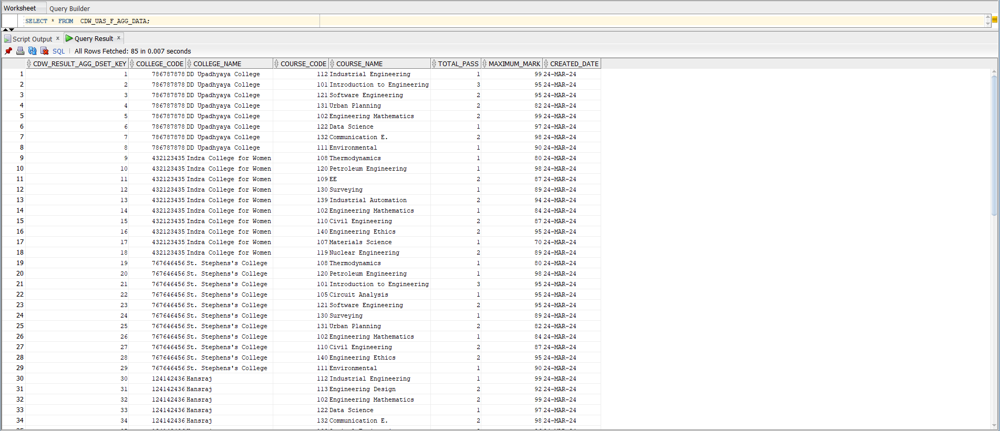 Worksheet Query Builder
SELECT * FROM  CDW_UAS_F_AGG_DATA;
Script Output x Query Result x
SQL All Rows Fetched: 85 in 0.007 seconds
CDW_RESULT_AGG_DSET_KEY COLLEGE_CODE COLLEGE_NAME COURSE_CODE COURSE_NAME TOTAL_PASS MAXIMUM_MARK CREATED_DATE
1 1 786787878 DD Upadhyaya College 112 Industrial Engineering 1 99 24-MAR-24
2 2 786787878 DD Upadhyaya College 101 Introduction to Engineering 3 95 24-MAR-24
3 3 786787878 DD Upadhyaya College 121 Software Engineering 2 95 24-MAR-24
4 4 786787878 DD Upadhyaya College 131 Urban Planning 2 82 24-MAR-24
5 5 786787878 DD Upadhyaya College 102 Engineering Mathematics 2 99 24-MAR-24
6 6 786787878 DD Upadhyaya College 122 Data Science 1 97 24-MAR-24
7 7 786787878 DD Upadhyaya College 132 Communication E. 2 98 24-MAR-24
8 8 786787878 DD Upadhyaya College 111 Environmental 1 90 24-MAR-24
9 9 432123435 Indra College for Women 108 Thermodynamics 1 80 24-MAR-24
10 10 432123435 Indra College for Women 120 Petroleum Engineering 1 98 24-MAR-24
11 11 432123435 Indra College for Women 109 EE 2 87 24-MAR-24
12 12 432123435 Indra College for Women 130 Surveying 1 89 24-MAR-24
13 13 432123435 Indra College for Women 139 Industrial Automation 2 94 24-MAR-24
14 14 432123435 Indra College for Women 102 Engineering Mathematics 1 84 24-MAR-24
15 15 432123435 Indra College for Women 110 Civil Engineering 2 87 24-MAR-24
16 16 432123435 Indra College for Women 140 Engineering Ethics 2 95 24-MAR-24
17 17 432123435 Indra College for Women 107 Materials Science 1 70 24-MAR-24
18 18 432123435 Indra College for Women 119 Nuclear Engineering 2 89 24-MAR-24
19 19 767646456 St. Stephens's College 108 Thermodynamics 1 80 24-MAR-24
20 20 767646456 St. Stephens's College 120 Petroleum Engineering 1 98 24-MAR-24
21 21 767646456 St. Stephens's College 101 Introduction to Engineering 3 95 24-MAR-24
22 22 767646456 St. Stephens's College 105 Circuit Analysis 1 95 24-MAR-24
23 23 767646456 St. Stephens's College 121 Software Engineering 2 95 24-MAR-24
24 24 767646456 St. Stephens's College 130 Surveying 1 89 24-MAR-24
25 25 767646456 St. Stephens's College 131 Urban Planning 2 82 24-MAR-24
26 26 767646456 St. Stephens's College 102 Engineering Mathematics 1 84 24-MAR-24
27 27 767646456 St. Stephens's College 110 Civil Engineering 2 87 24-MAR-24
28 28 767646456 St. Stephens's College 140 Engineering Ethics 2 95 24-MAR-24
29 29 767646456 St. Stephens's College 111 Environmental 1 90 24-MAR-24
30 30 124142436 Hansraj 112 Industrial Engineering 1 99 24-MAR-24
31 31 124142436 Hansraj 113 Engineering Design 2 92 24-MAR-24
32 32 124142436 Hansraj 102 Engineering Mathematics 2 99 24-MAR-24
33 33 124142436 Hansraj 122 Data Science 1 97 24-MAR-24
34 34 124142436 Hansraj 132 Communication E. 2 98 24-MAR-24